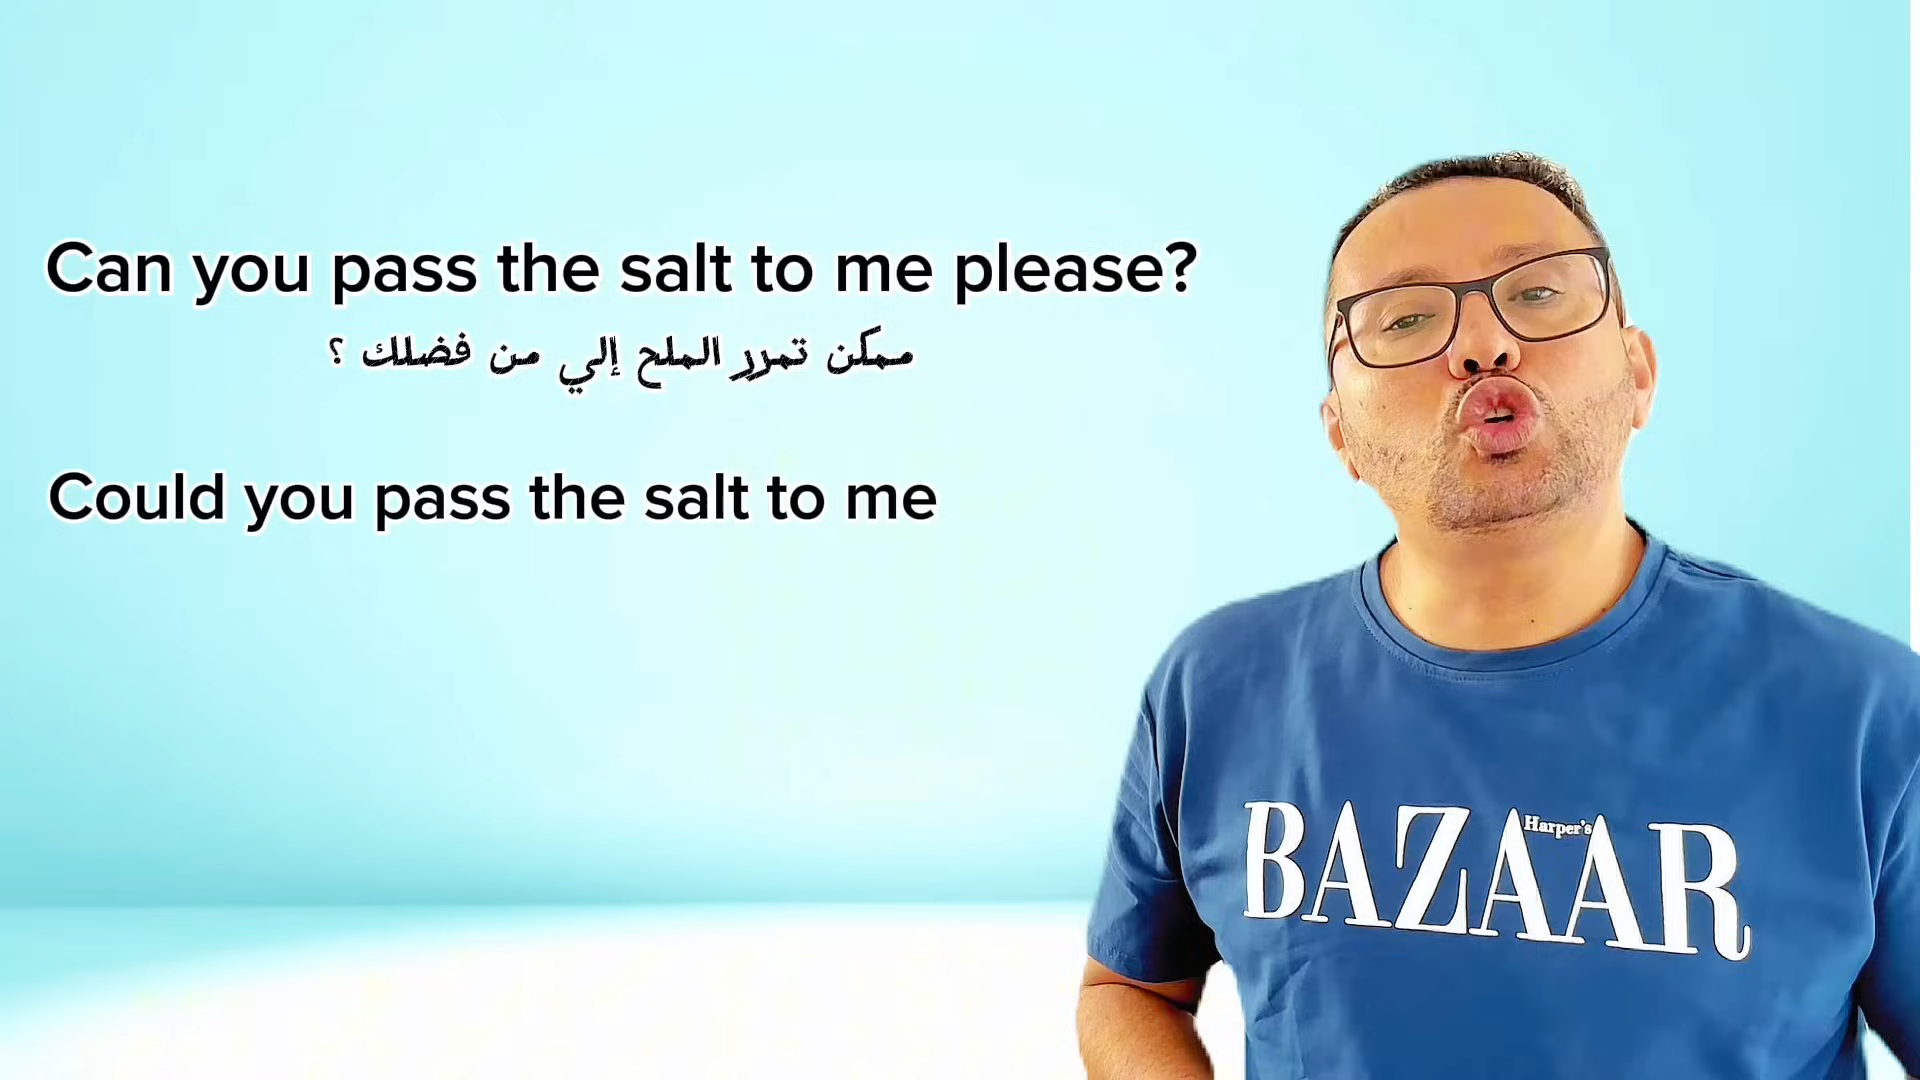 Can you pass the salt to me please?
ممكن تمرر الملح إلي من فضلك ؟
Could you pass the salt to me
Harper's
BAZAAR